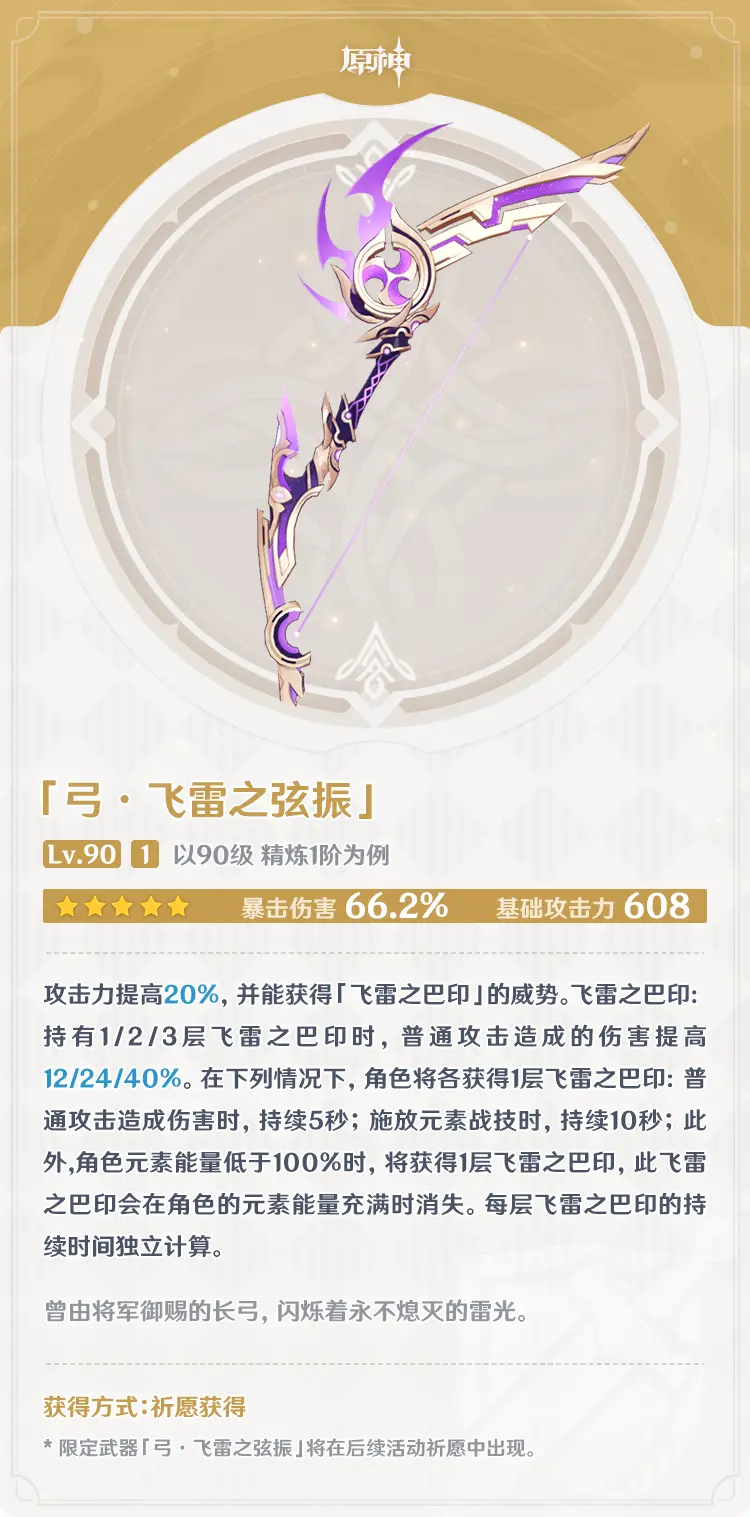 原神
「弓·飞雷之弦振」
Lv.90 1 以90级 精炼1阶为例
暴击伤害 66.2% 基础攻击力 608
攻击力提高20%，并能获得「飞雷之巴印」的威势。飞雷之巴印：
持有1/2/3层飞雷之巴印时，普通攻击造成的伤害提高
12/24/40%。在下列情况下，角色将各获得1层飞雷之巴印：普
通攻击造成伤害时，持续5秒；施放元素战技时，持续10秒；此
外,角色元素能量低于100%时，将获得1层飞雷之巴印，此飞雷
之巴印会在角色的元素能量充满时消失。每层飞雷之巴印的持
续时间独立计算。
曾由将军御赐的长弓，闪烁着永不熄灭的雷光。
获得方式:祈愿获得
* 限定武器「弓·飞雷之弦振」将在后续活动祈愿中出现。